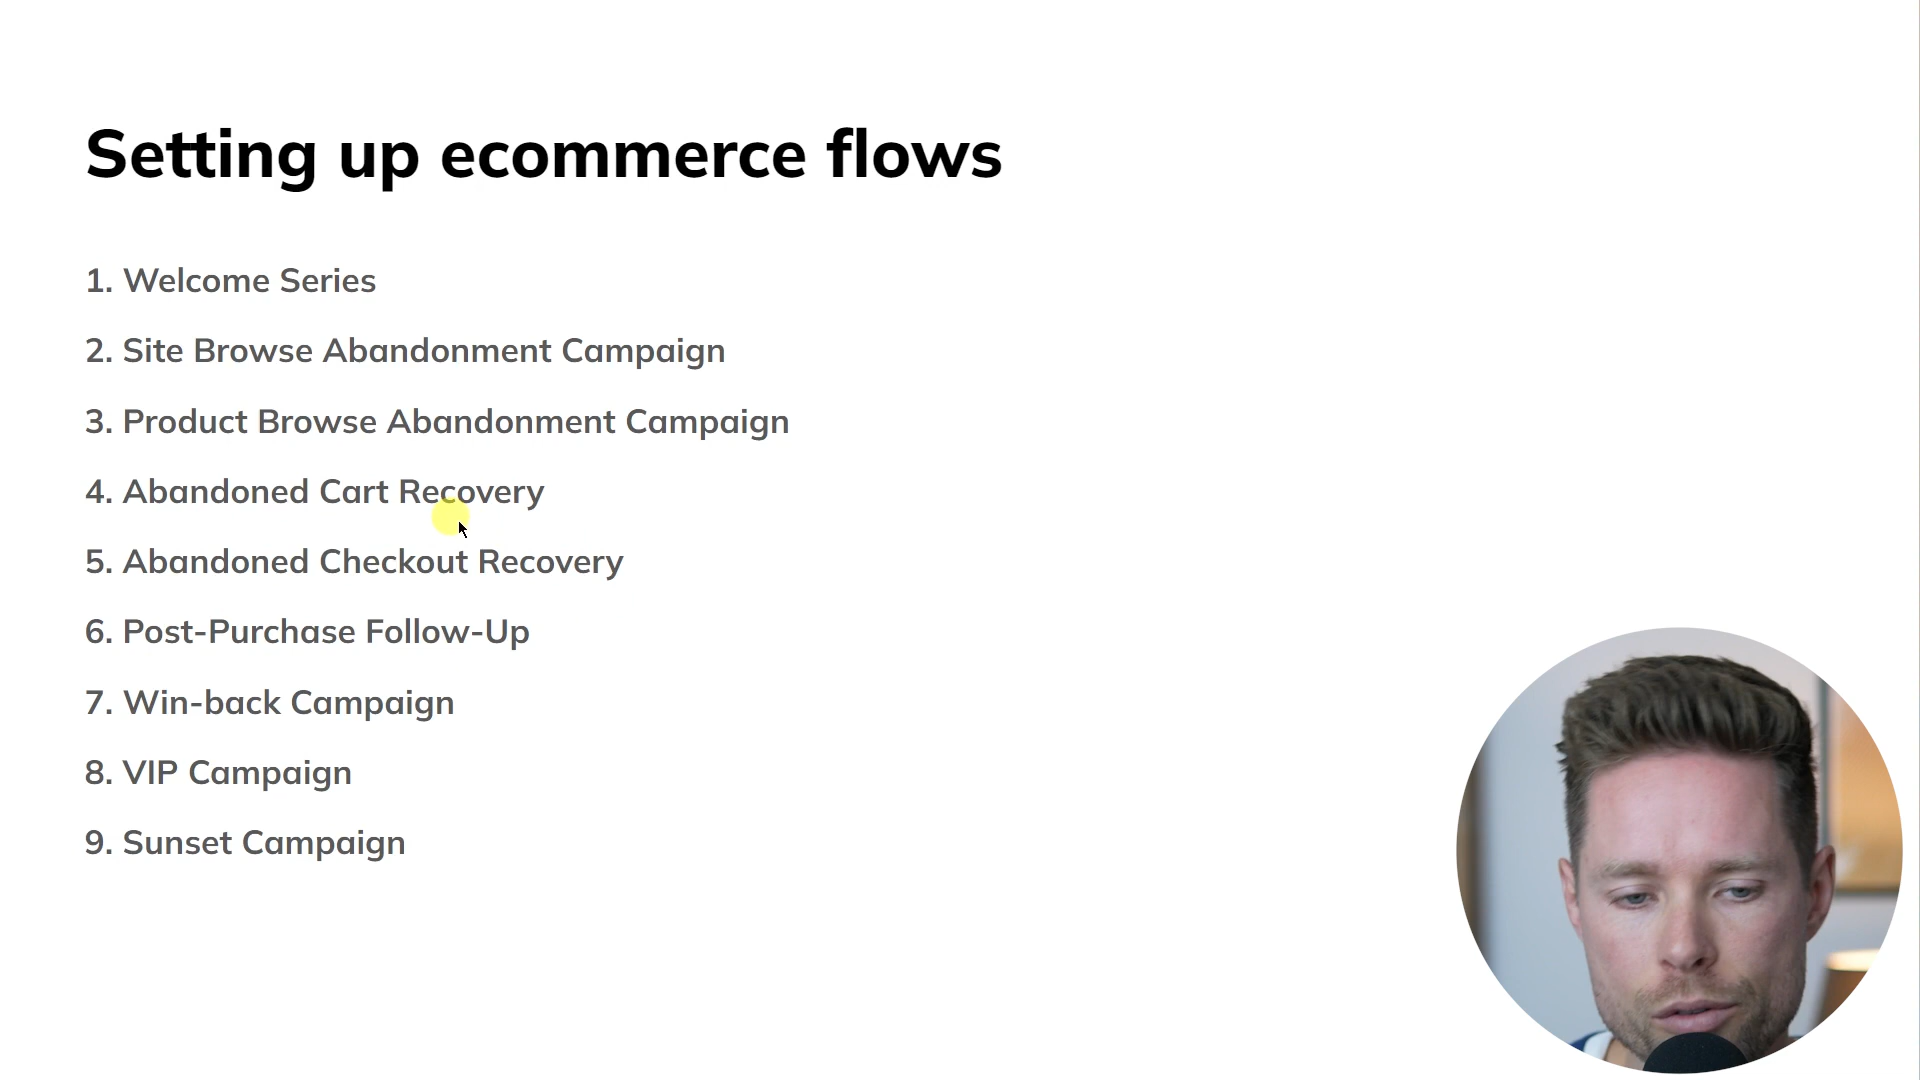 Setting up ecommerce flows
1. Welcome Series
2. Site Browse Abandonment Campaign
3. Product Browse Abandonment Campaign
4. Abandoned Cart Recovery
5. Abandoned Checkout Recovery
6. Post-Purchase Follow-Up
7. Win-back Campaign
8. VIP Campaign
9. Sunset Campaign